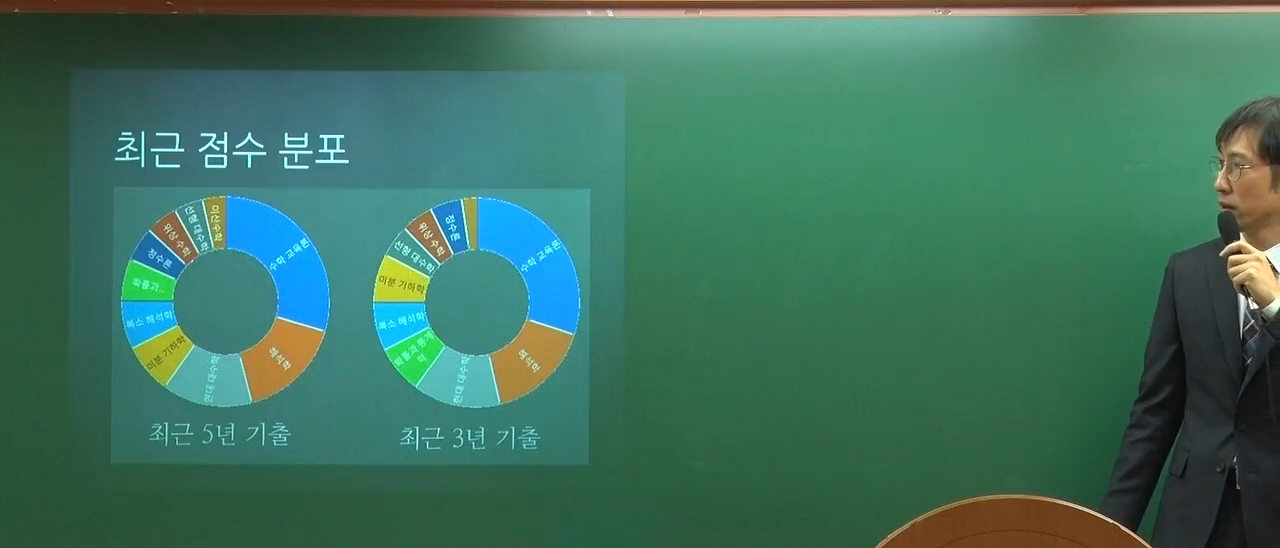 최근 점수 분포
수학 교육론
해석학
현대 대수학
미분 기하학
복소 해석학
확률과...
정수론
위상 수학
선형 대수학
이산수학
수학 교육론
해석학
현대 대수학
확률과 통계
학
복소 해석학
미분 기하학
선형 대수학
위상 수학
정수론
최근 5년 기출
최근 3년 기출